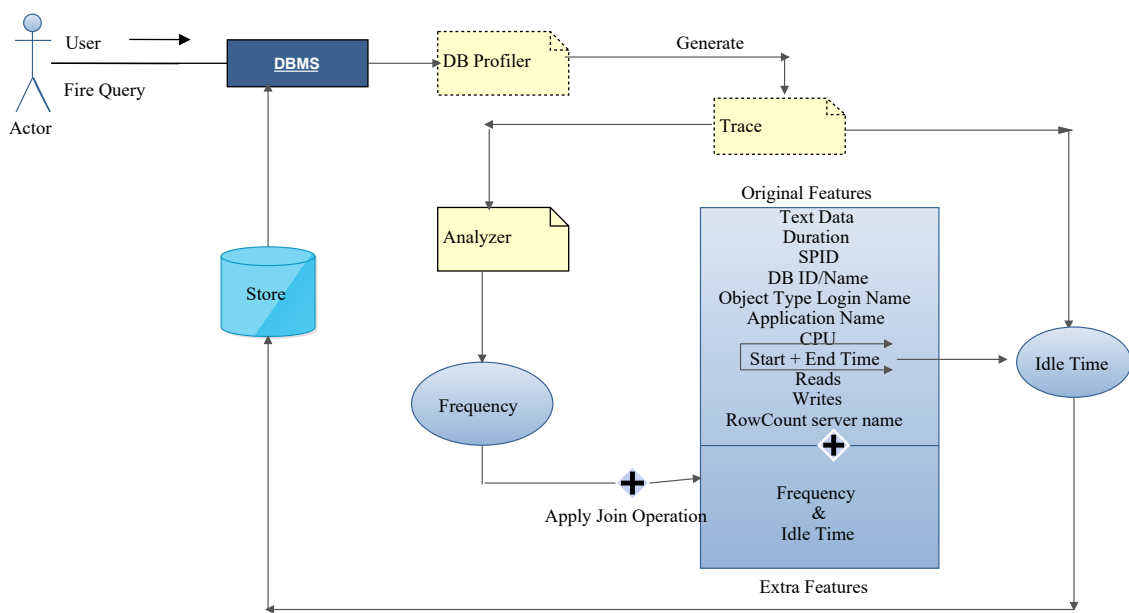 User
Fire Query
Actor
DBMS
DB Profiler
Generate
Trace
Analyzer
Store
Frequency
Apply Join Operation
Original Features
Text Data
Duration
SPID
DB ID/Name
Object Type Login Name
Application Name
CPU
Start + End Time
Reads
Writes
RowCount server name
Frequency
&
Idle Time
Extra Features
Idle Time